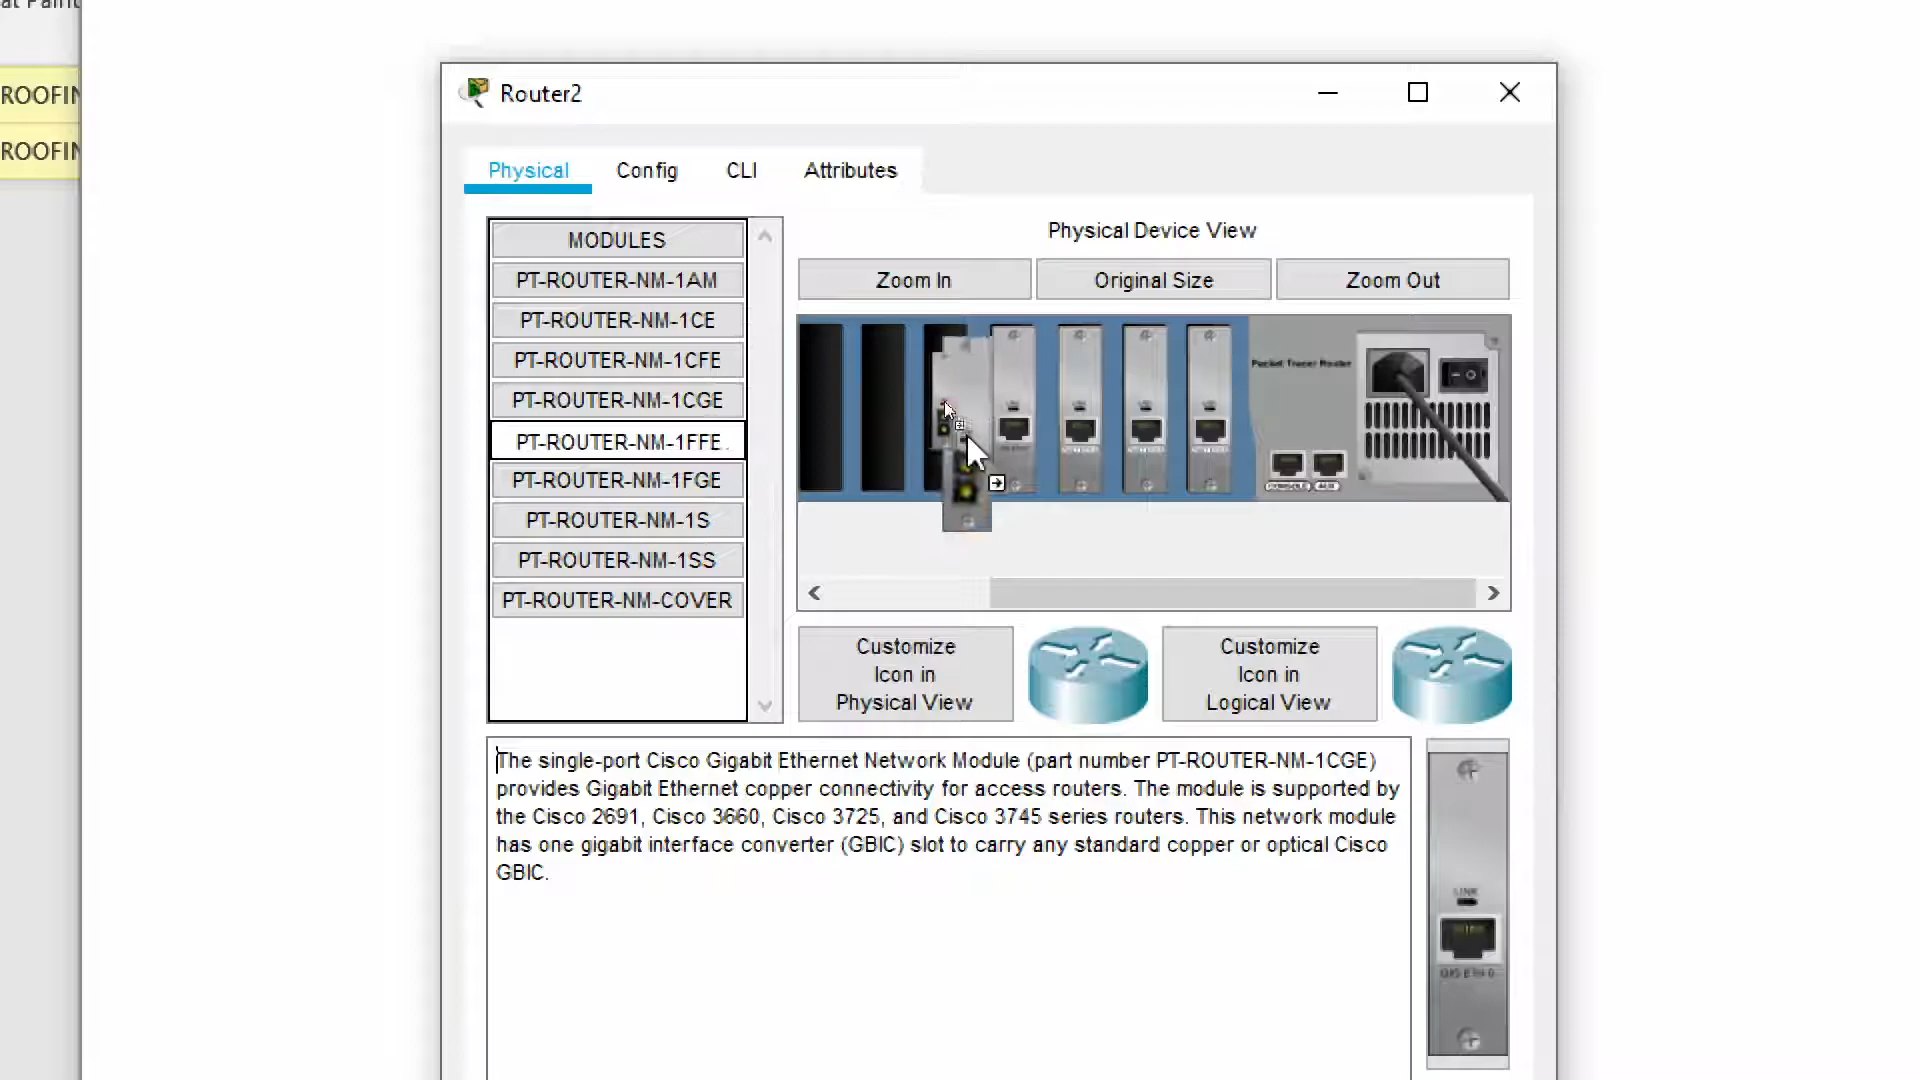 ROOFIN
ROOFIN
Router2
Physical
Config
CLI
Attributes
MODULES
PT-ROUTER-NM-1AM
PT-ROUTER-NM-1CE
PT-ROUTER-NM-1CFE
PT-ROUTER-NM-1CGE
PT-ROUTER-NM-1FFE
PT-ROUTER-NM-1FGE
PT-ROUTER-NM-1S
PT-ROUTER-NM-1SS
PT-ROUTER-NM-COVER
Physical Device View
Zoom In
Original Size
Zoom Out
Packet Tracer Router
CONSOLE
AUX
Customize
Icon in
Physical View
Customize
Icon in
Logical View
The single-port Cisco Gigabit Ethernet Network Module (part number PT-ROUTER-NM-1CGE)
provides Gigabit Ethernet copper connectivity for access routers. The module is supported by
the Cisco 2691, Cisco 3660, Cisco 3725, and Cisco 3745 series routers. This network module
has one gigabit interface converter (GBIC) slot to carry any standard copper or optical Cisco
GBIC.
LINK